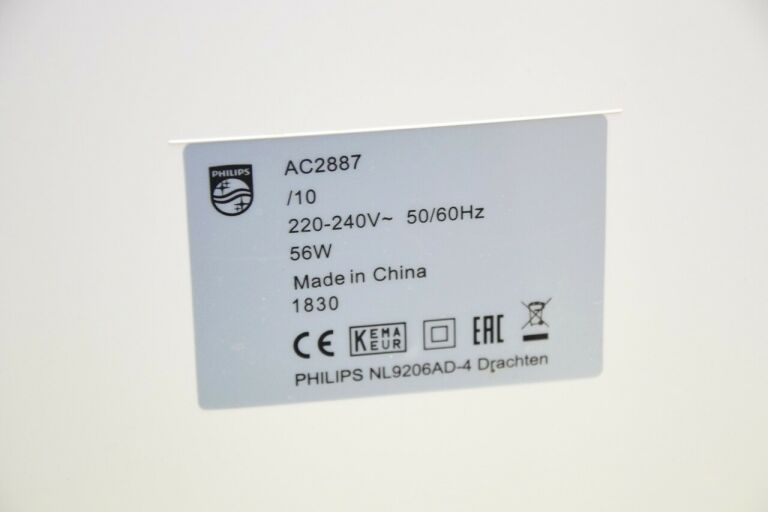 PHILIPS
AC2887
/10
220-240V~ 50/60Hz
56W
Made in China
1830
CE KEMA EUR EAC
PHILIPS NL9206AD-4 Drachten